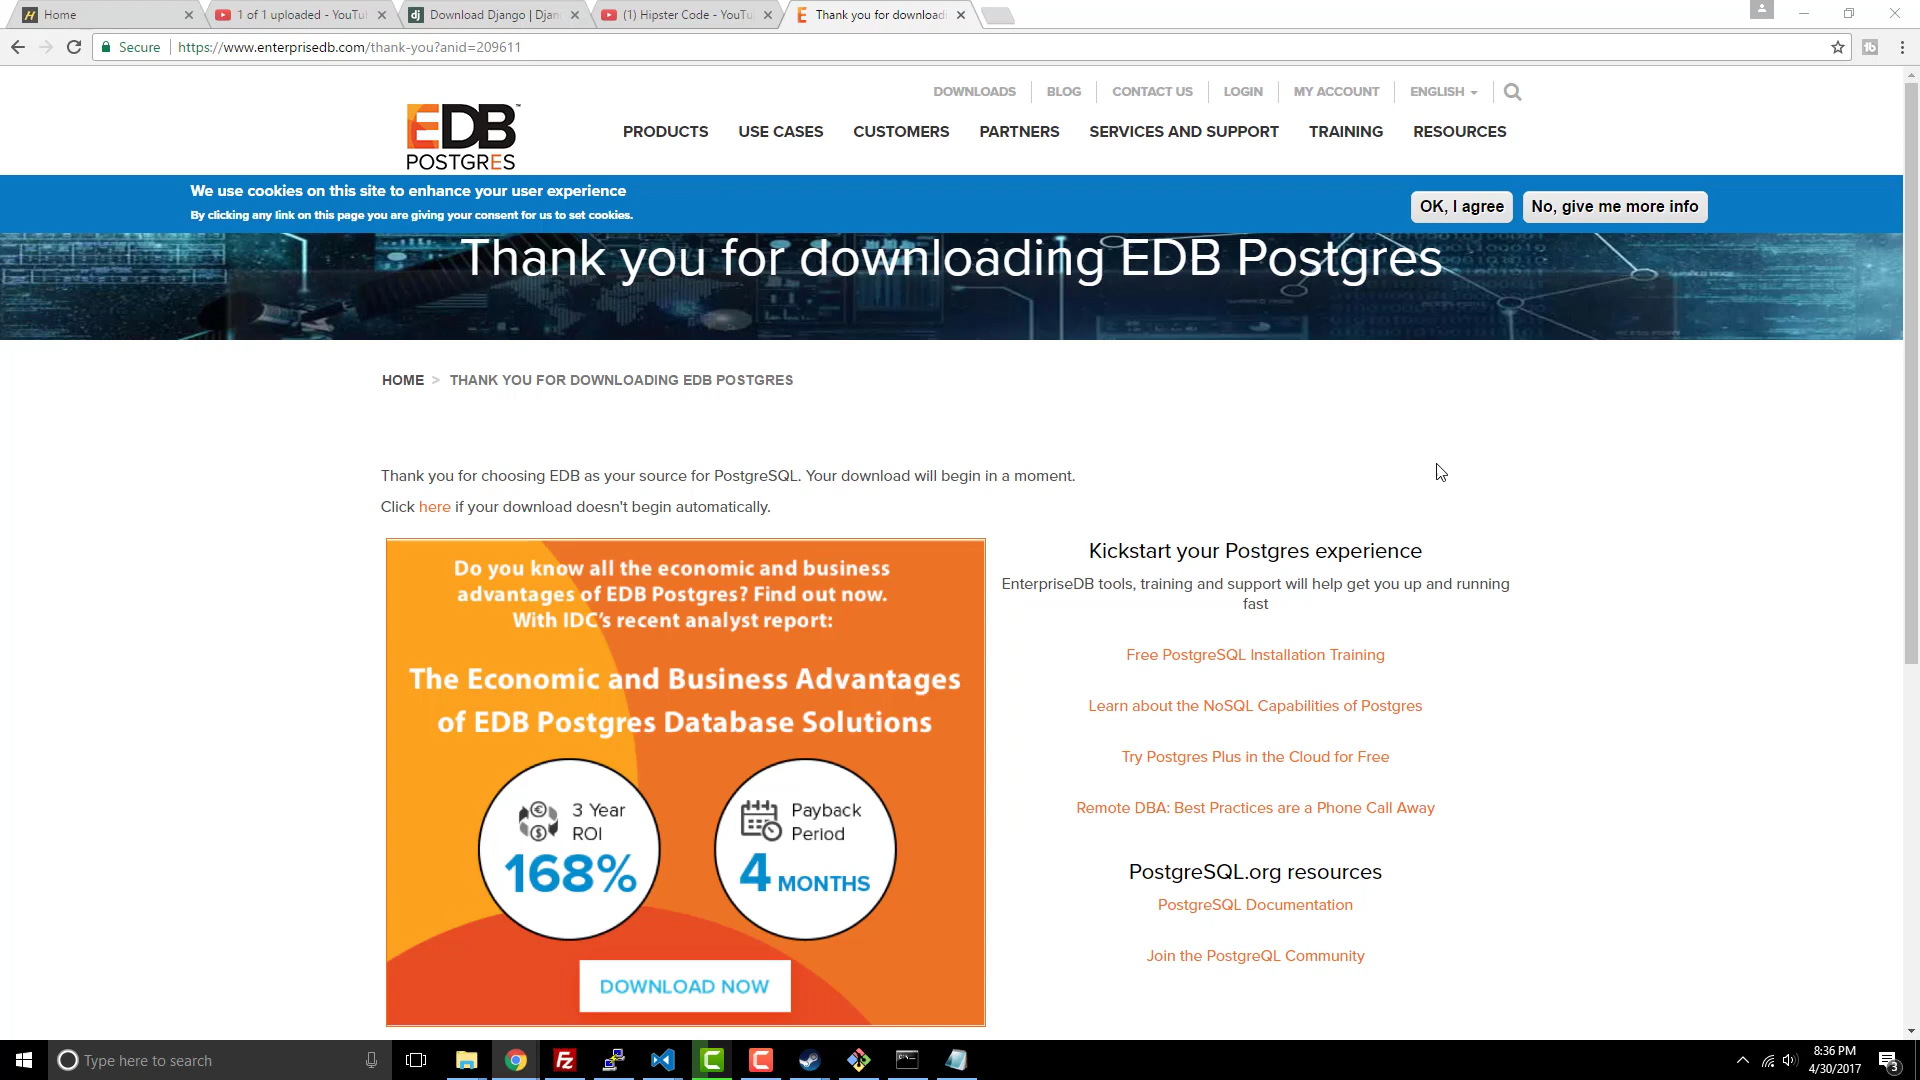 Home
1 of 1 uploaded - YouTu
Download Django | Djan
(1) Hipster Code - YouTu
Thank you for downloadi
Secure
https://www.enterprisedb.com/thank-you?anid=209611
DOWNLOADS
BLOG
CONTACT US
LOGIN
MY ACCOUNT
ENGLISH
EDB
POSTGRES
PRODUCTS
USE CASES
CUSTOMERS
PARTNERS
SERVICES AND SUPPORT
TRAINING
RESOURCES
We use cookies on this site to enhance your user experience
By clicking any link on this page you are giving your consent for us to set cookies.
OK, I agree
No, give me more info
Thank you for downloading EDB Postgres
HOME > THANK YOU FOR DOWNLOADING EDB POSTGRES
Thank you for choosing EDB as your source for PostgreSQL. Your download will begin in a moment.
Click here if your download doesn't begin automatically.
Do you know all the economic and business
advantages of EDB Postgres? Find out now.
With IDC's recent analyst report:
The Economic and Business Advantages
of EDB Postgres Database Solutions
3 Year
ROI
168%
Payback
Period
4 MONTHS
DOWNLOAD NOW
Kickstart your Postgres experience
EnterpriseDB tools, training and support will help get you up and running
fast
Free PostgreSQL Installation Training
Learn about the NoSQL Capabilities of Postgres
Try Postgres Plus in the Cloud for Free
Remote DBA: Best Practices are a Phone Call Away
PostgreSQL.org resources
PostgreSQL Documentation
Join the PostgreQL Community
Type here to search
8:36 PM
4/30/2017
3